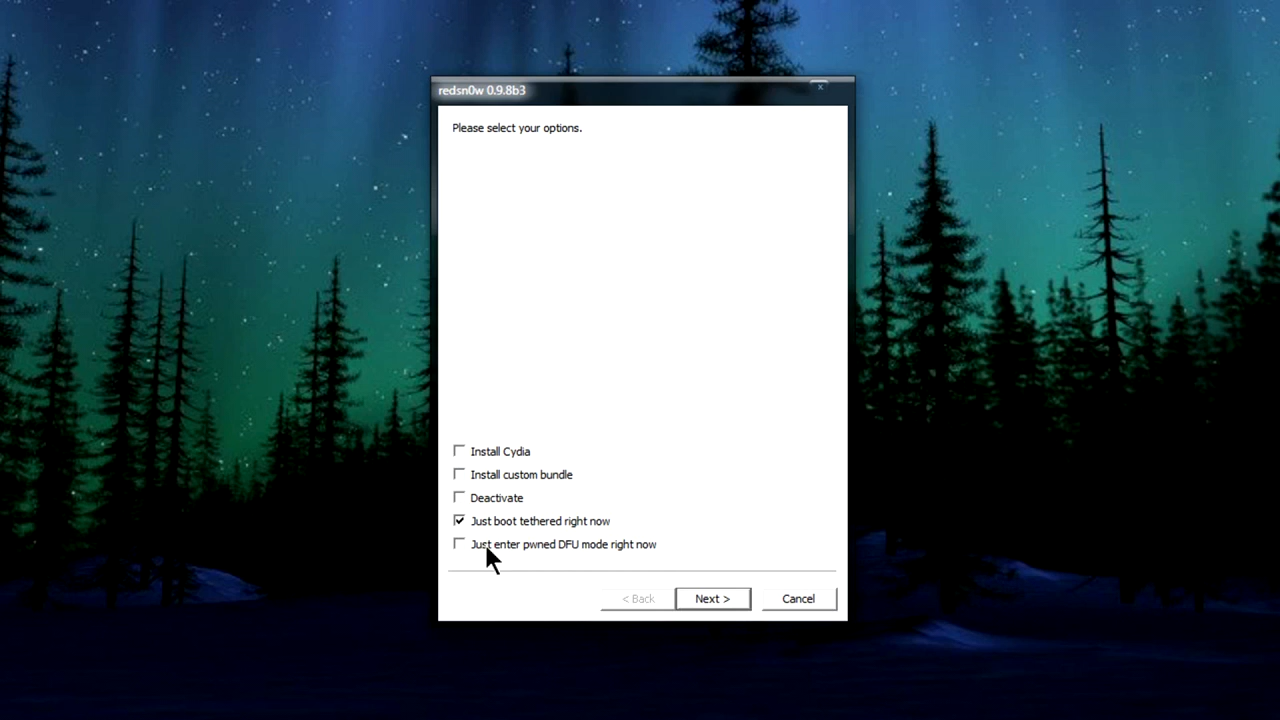 redsn0w 0.9.8b3
x
Please select your options.
Install Cydia
Install custom bundle
Deactivate
Just boot tethered right now
Just enter pwned DFU mode right now
< Back Next > Cancel